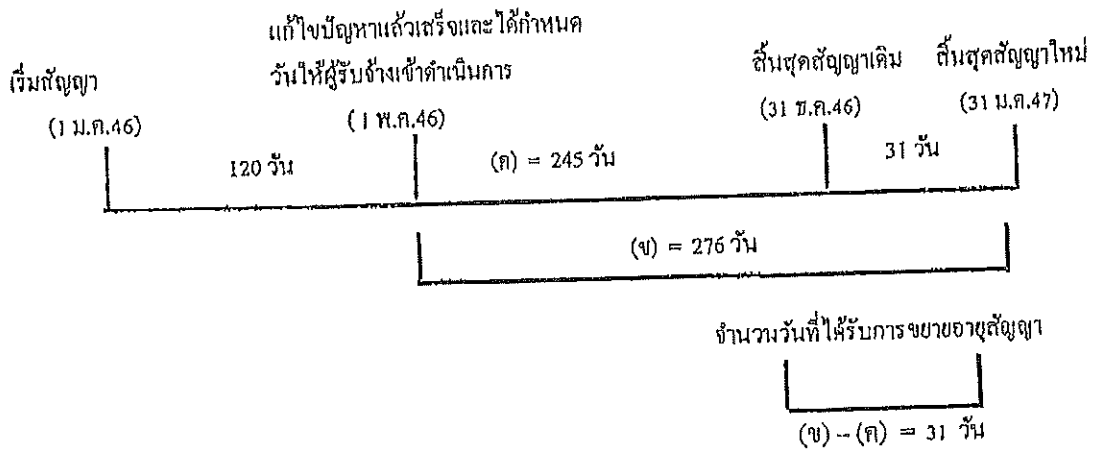 แก้ไขปัญหาแล้วเสร็จและได้กำหนด
วันให้ผู้รับจ้างเข้าดำเนินการ
เริ่มสัญญา
สิ้นสุดสัญญาเดิม
สิ้นสุดสัญญาใหม่
(1 ม.ค.46)
(1 พ.ค.46)
(31 ธ.ค.46)
(31 ม.ค.47)
120 วัน
(ค) = 245 วัน
31 วัน
(ข) = 276 วัน
จำนวนวันที่ได้รับการขยายอายุสัญญา
(ข) – (ค) = 31 วัน